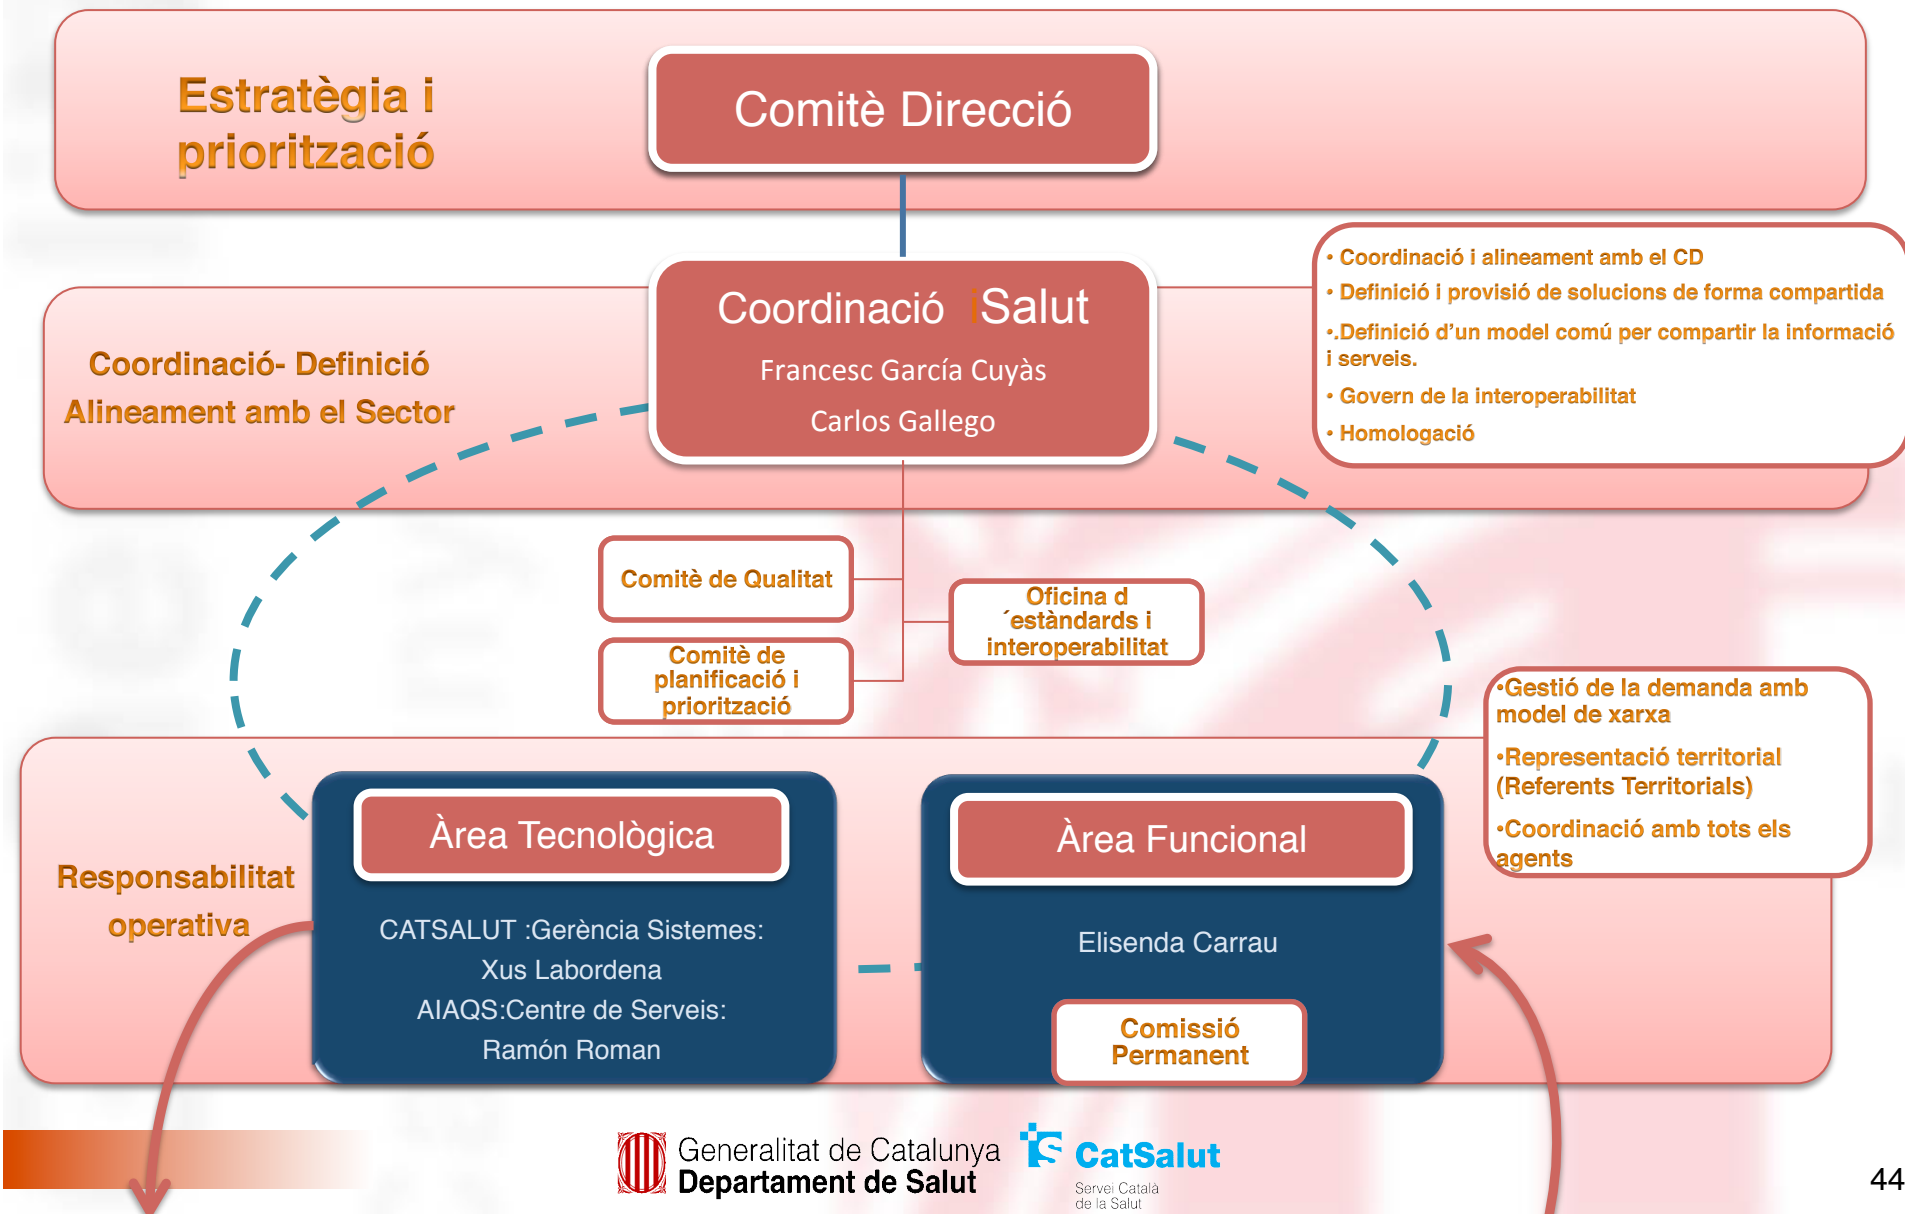 Estratègia i
priorització
Comitè Direcció
Coordinació- Definició
Alineament amb el Sector
Coordinació iSalut
Francesc García Cuyàs
Carlos Gallego
• Coordinació i alineament amb el CD
• Definició i provisió de solucions de forma compartida
•.Definició d’un model comú per compartir la informació
i serveis.
• Govern de la interoperabilitat
• Homologació
Comitè de Qualitat
Oficina d
´estàndards i
interoperabilitat
Comitè de
planificació i
priorització
•Gestió de la demanda amb
model de xarxa
•Representació territorial
(Referents Territorials)
•Coordinació amb tots els
agents
Responsabilitat
operativa
Àrea Tecnològica
CATSALUT :Gerència Sistemes:
Xus Labordena
AIAQS:Centre de Serveis:
Ramón Roman
Àrea Funcional
Elisenda Carrau
Comissió
Permanent
Generalitat de Catalunya
Departament de Salut
CatSalut
Servei Català
de la Salut
44